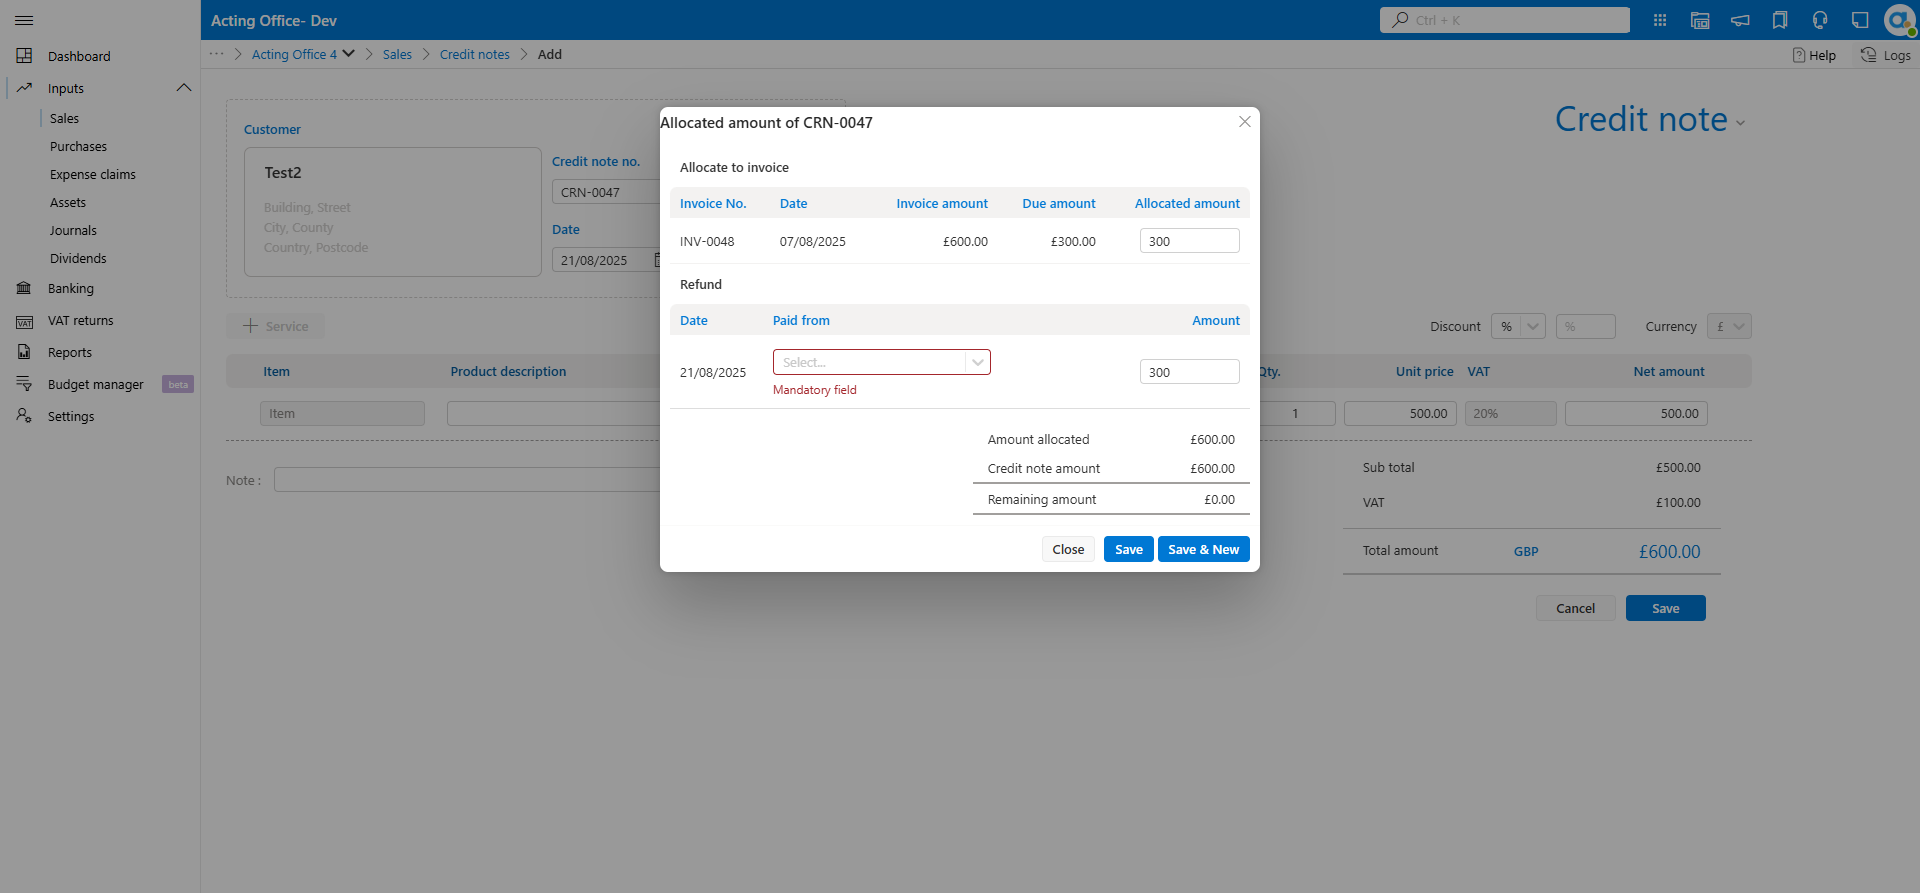 Acting Office- Dev
Ctrl + K
Dashboard
Inputs
Sales
Purchases
Expense claims
Assets
Journals
Dividends
Banking
VAT returns
Reports
Budget manager beta
Settings
··· Acting Office 4 Sales Credit notes Add
Help Logs
Credit note
Customer
Test2
Building, Street
City, County
Country, Postcode
Credit note no.
CRN-0047
Date
21/08/2025
Service
Discount % % Currency £
Item Product description Qty. Unit price VAT Net amount
Item 1 500.00 20% 500.00
Note :
Sub total £500.00
VAT £100.00
Total amount GBP £600.00
Cancel Save
Allocated amount of CRN-0047
Allocate to invoice
Invoice No. Date Invoice amount Due amount Allocated amount
INV-0048 07/08/2025 £600.00 £300.00 300
Refund
Date Paid from Amount
21/08/2025 Select... 300
Mandatory field
Amount allocated £600.00
Credit note amount £600.00
Remaining amount £0.00
Close Save Save & New